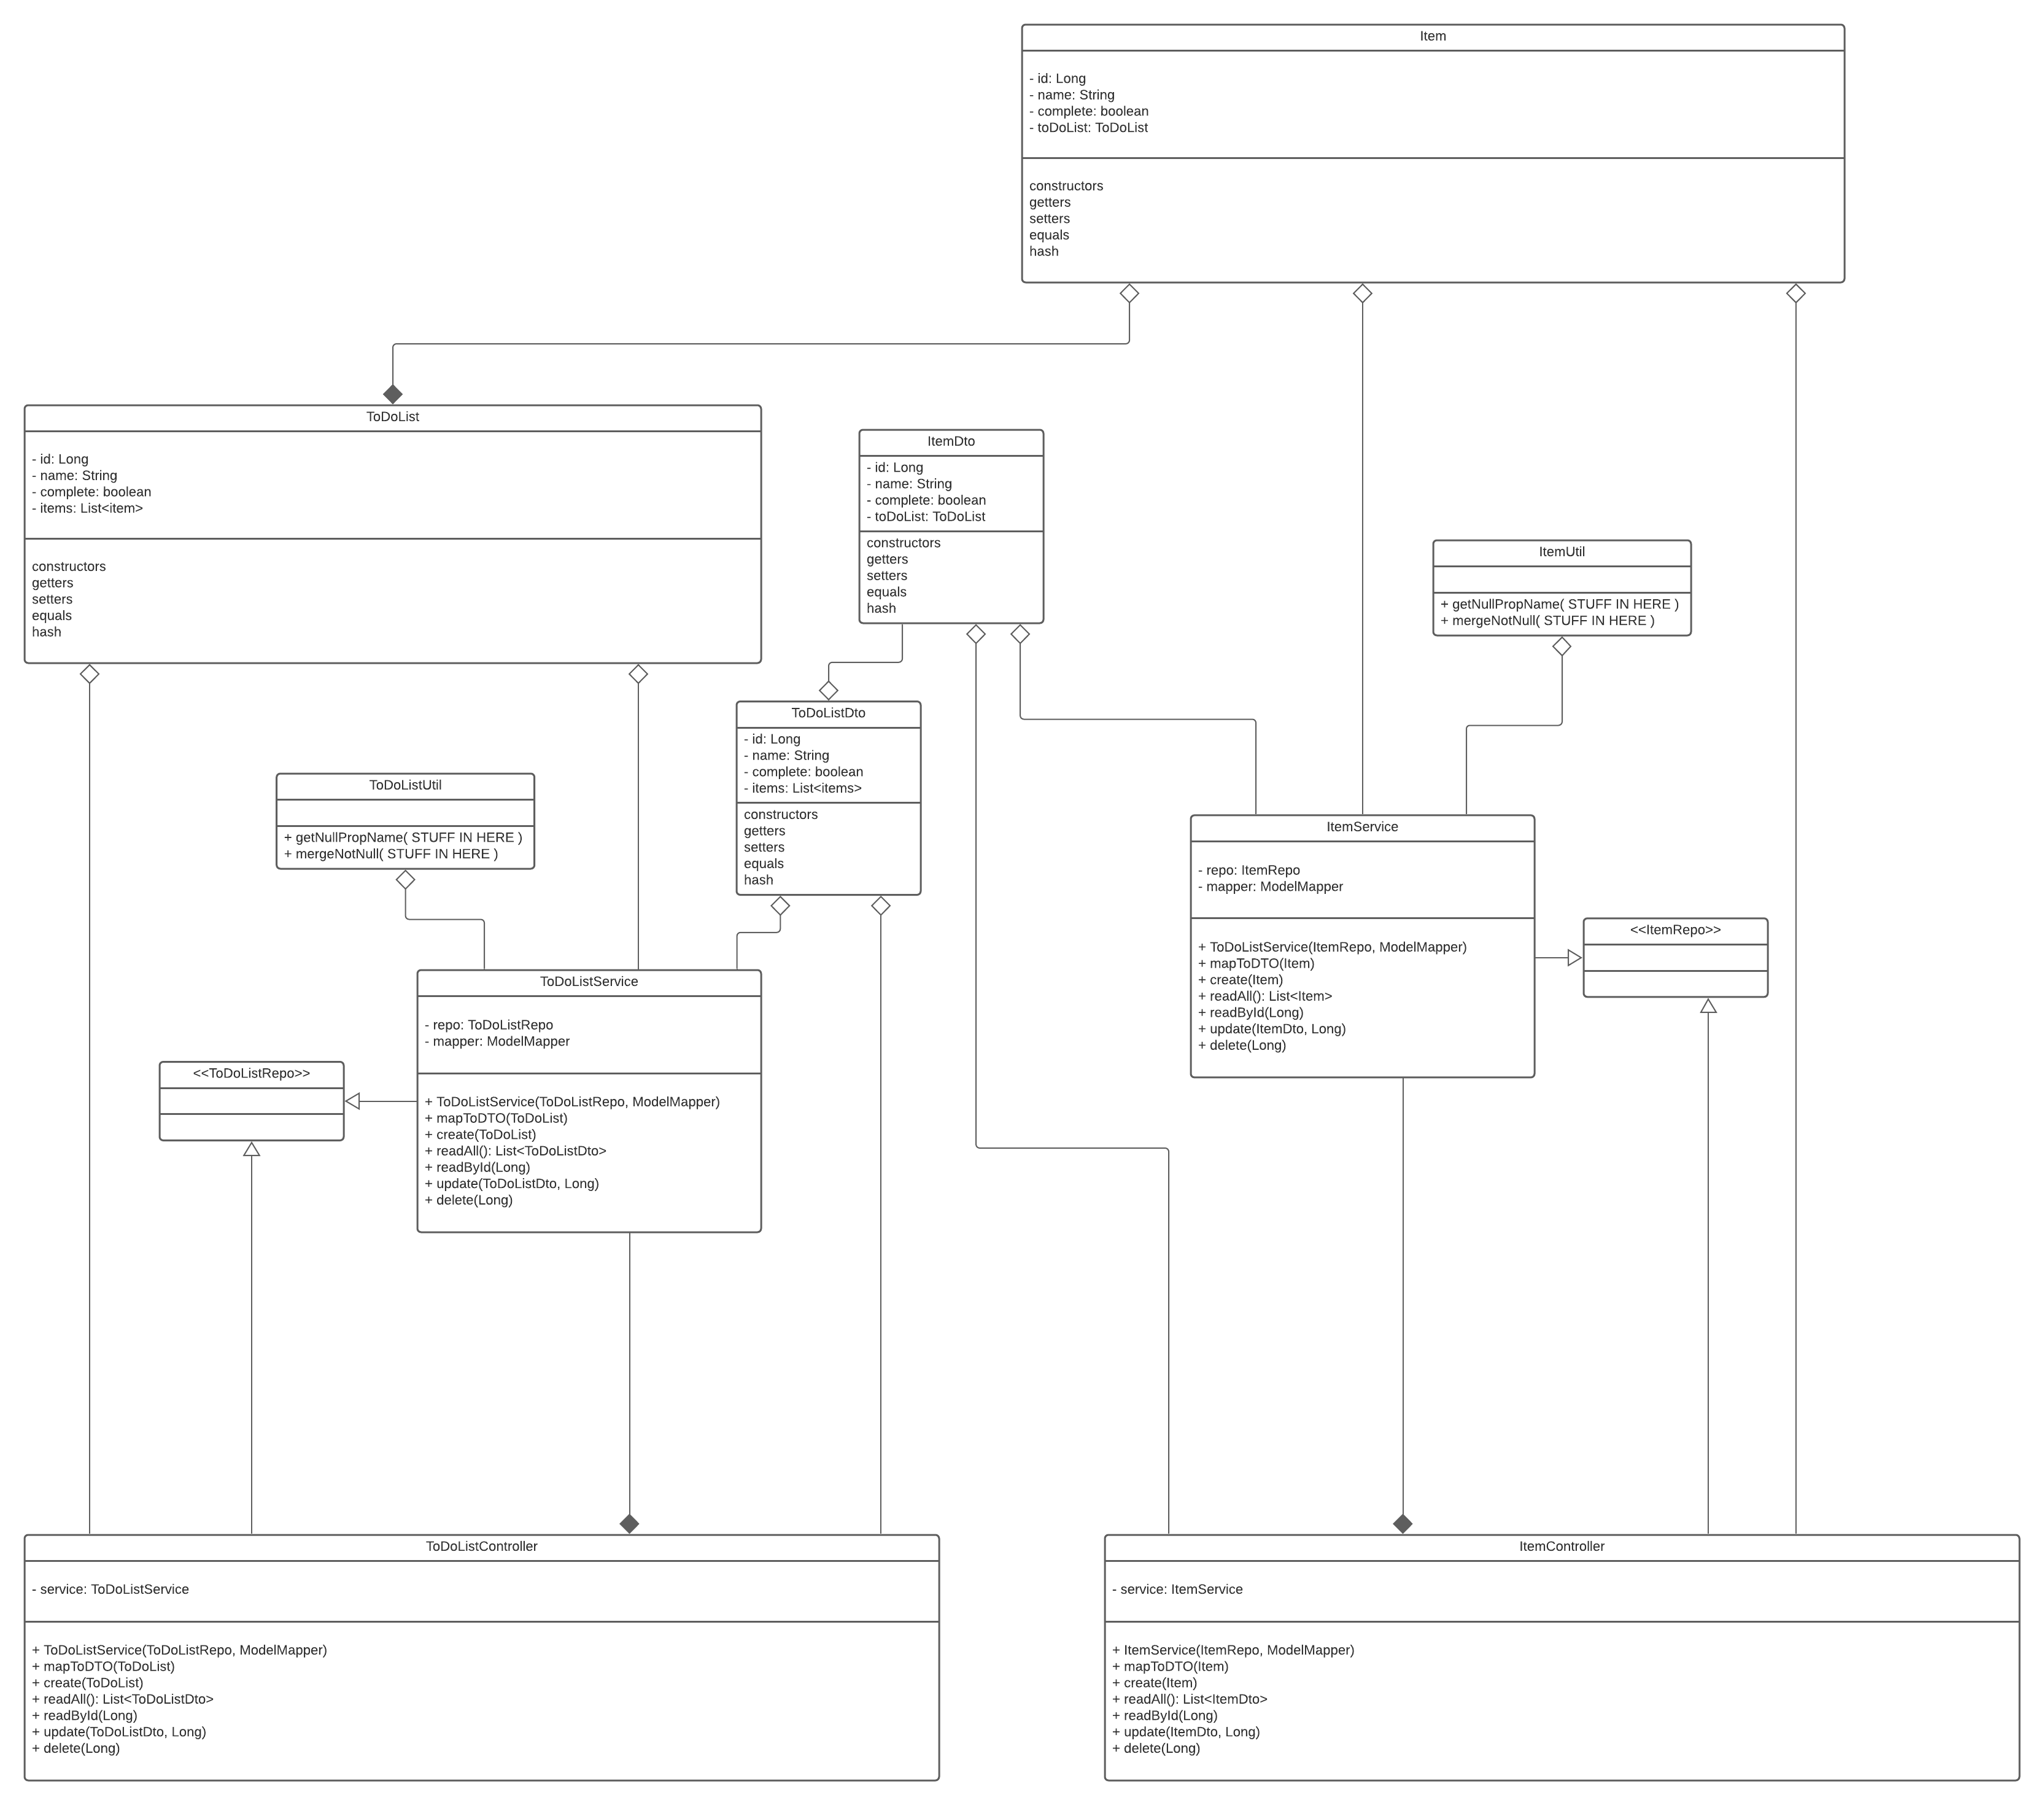 Item
- id: Long
- name: String
- complete: boolean
- toDoList: ToDoList
constructors
getters
setters
equals
hash
ToDoList
- id: Long
- name: String
- complete: boolean
- items: List<item>
constructors
getters
setters
equals
hash
ItemDto
- id: Long
- name: String
- complete: boolean
- toDoList: ToDoList
constructors
getters
setters
equals
hash
ItemUtil
+ getNullPropName( STUFF IN HERE )
+ mergeNotNull( STUFF IN HERE )
ToDoListDto
- id: Long
- name: String
- complete: boolean
- items: List<items>
constructors
getters
setters
equals
hash
ToDoListUtil
+ getNullPropName( STUFF IN HERE )
+ mergeNotNull( STUFF IN HERE )
ItemService
- repo: ItemRepo
- mapper: ModelMapper
+ ToDoListService(ItemRepo, ModelMapper)
+ mapToDTO(Item)
+ create(Item)
+ readAll(): List<Item>
+ readById(Long)
+ update(ItemDto, Long)
+ delete(Long)
<<ItemRepo>>
ToDoListService
- repo: ToDoListRepo
- mapper: ModelMapper
+ ToDoListService(ToDoListRepo, ModelMapper)
+ mapToDTO(ToDoList)
+ create(ToDoList)
+ readAll(): List<ToDoListDto>
+ readById(Long)
+ update(ToDoListDto, Long)
+ delete(Long)
<<ToDoListRepo>>
ToDoListController
- service: ToDoListService
+ ToDoListService(ToDoListRepo, ModelMapper)
+ mapToDTO(ToDoList)
+ create(ToDoList)
+ readAll(): List<ToDoListDto>
+ readById(Long)
+ update(ToDoListDto, Long)
+ delete(Long)
ItemController
- service: ItemService
+ ItemService(ItemRepo, ModelMapper)
+ mapToDTO(Item)
+ create(Item)
+ readAll(): List<ItemDto>
+ readById(Long)
+ update(ItemDto, Long)
+ delete(Long)